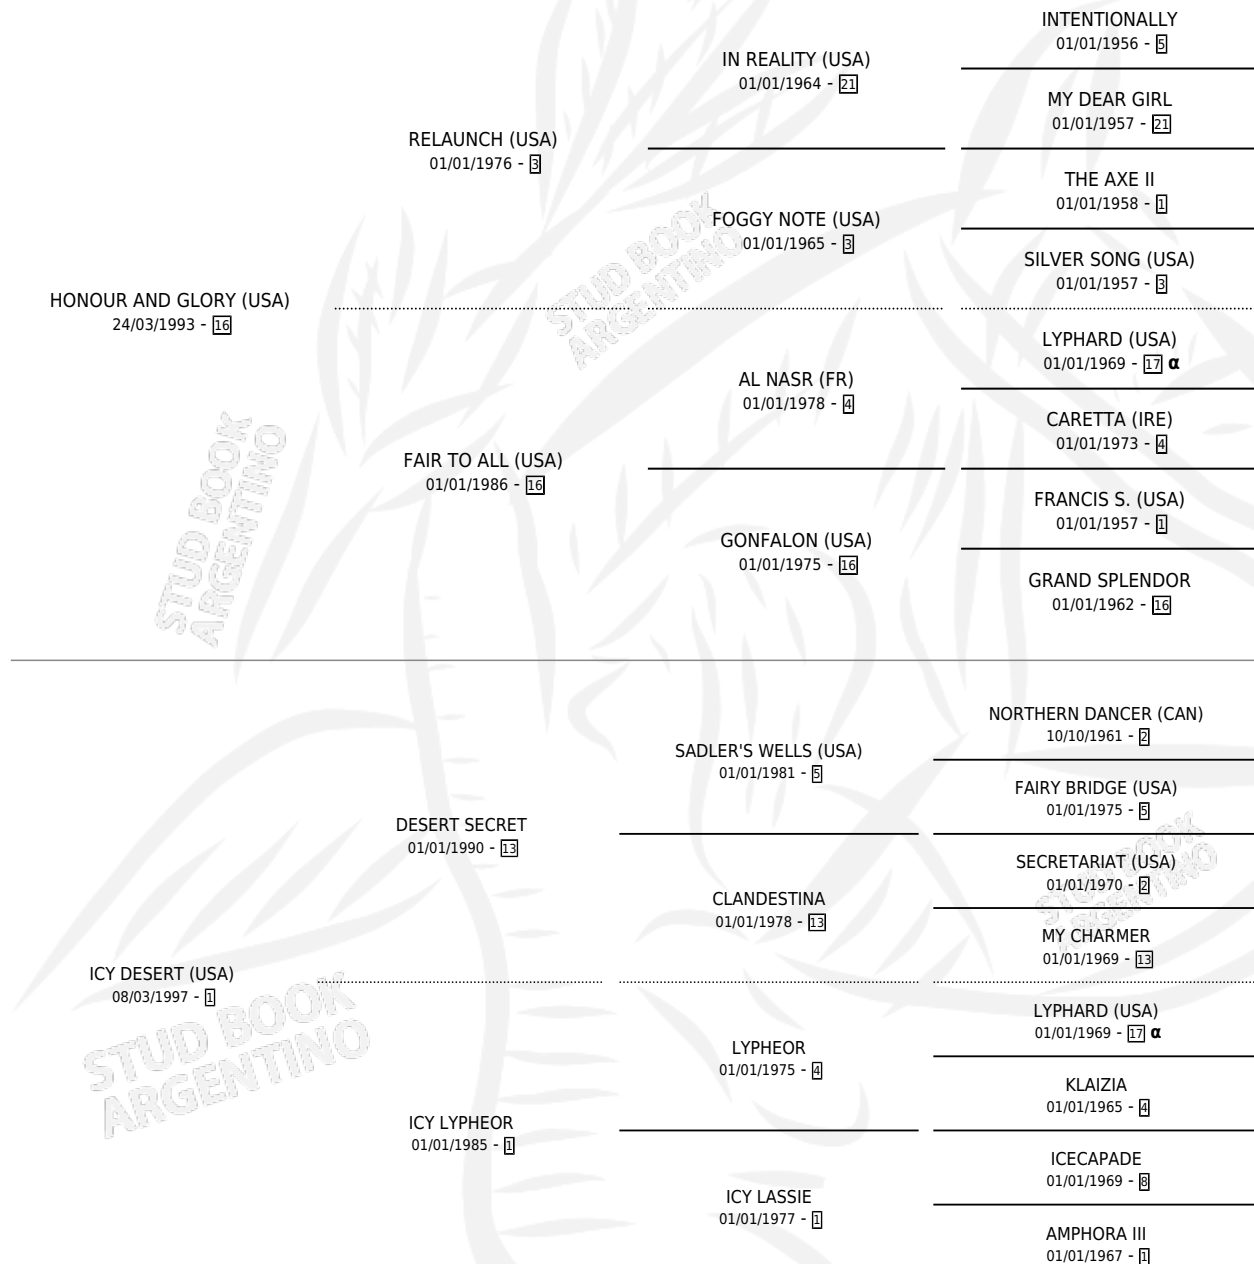 INTENTIONALLY
01/01/1956 - 5
IN REALITY (USA)
01/01/1964 - 21
MY DEAR GIRL
01/01/1957 - 21
RELAUNCH (USA)
01/01/1976 - 3
THE AXE II
01/01/1958 - 1
FOGGY NOTE (USA)
01/01/1965 - 3
SILVER SONG (USA)
01/01/1957 - 3
HONOUR AND GLORY (USA)
24/03/1993 - 16
LYPHARD (USA)
01/01/1969 - 17 α
AL NASR (FR)
01/01/1978 - 4
CARETTA (IRE)
01/01/1973 - 4
FAIR TO ALL (USA)
01/01/1986 - 16
FRANCIS S. (USA)
01/01/1957 - 1
GONFALON (USA)
01/01/1975 - 16
GRAND SPLENDOR
01/01/1962 - 16
NORTHERN DANCER (CAN)
10/10/1961 - 2
SADLER'S WELLS (USA)
01/01/1981 - 5
FAIRY BRIDGE (USA)
01/01/1975 - 5
DESERT SECRET
01/01/1990 - 13
SECRETARIAT (USA)
01/01/1970 - 2
CLANDESTINA
01/01/1978 - 13
MY CHARMER
01/01/1969 - 13
ICY DESERT (USA)
08/03/1997 - 1
LYPHARD (USA)
01/01/1969 - 17 α
LYPHEOR
01/01/1975 - 4
KLAIZIA
01/01/1965 - 4
ICY LYPHEOR
01/01/1985 - 1
ICECAPADE
01/01/1969 - 8
ICY LASSIE
01/01/1977 - 1
AMPHORA III
01/01/1967 - 1
STUD BOOK
ARGENTINO
STUD BOOK
ARGENTINO
STUD BOOK
ARGENTINO
STUD BOOK
ARGENTINO